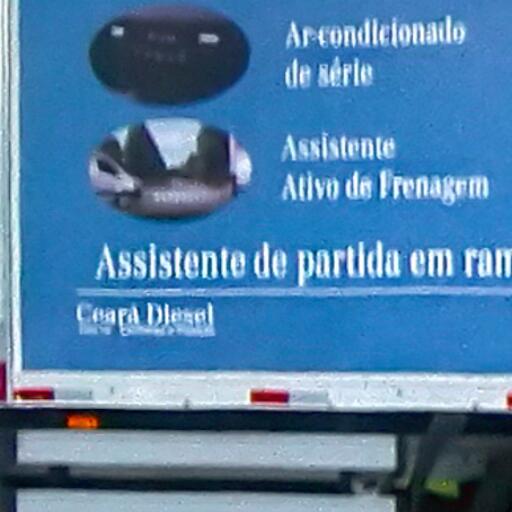 Ar-condicionado
de série
Assistente
Ativo de Frenagem
Assistente de partida em ram
Ceará Diesel